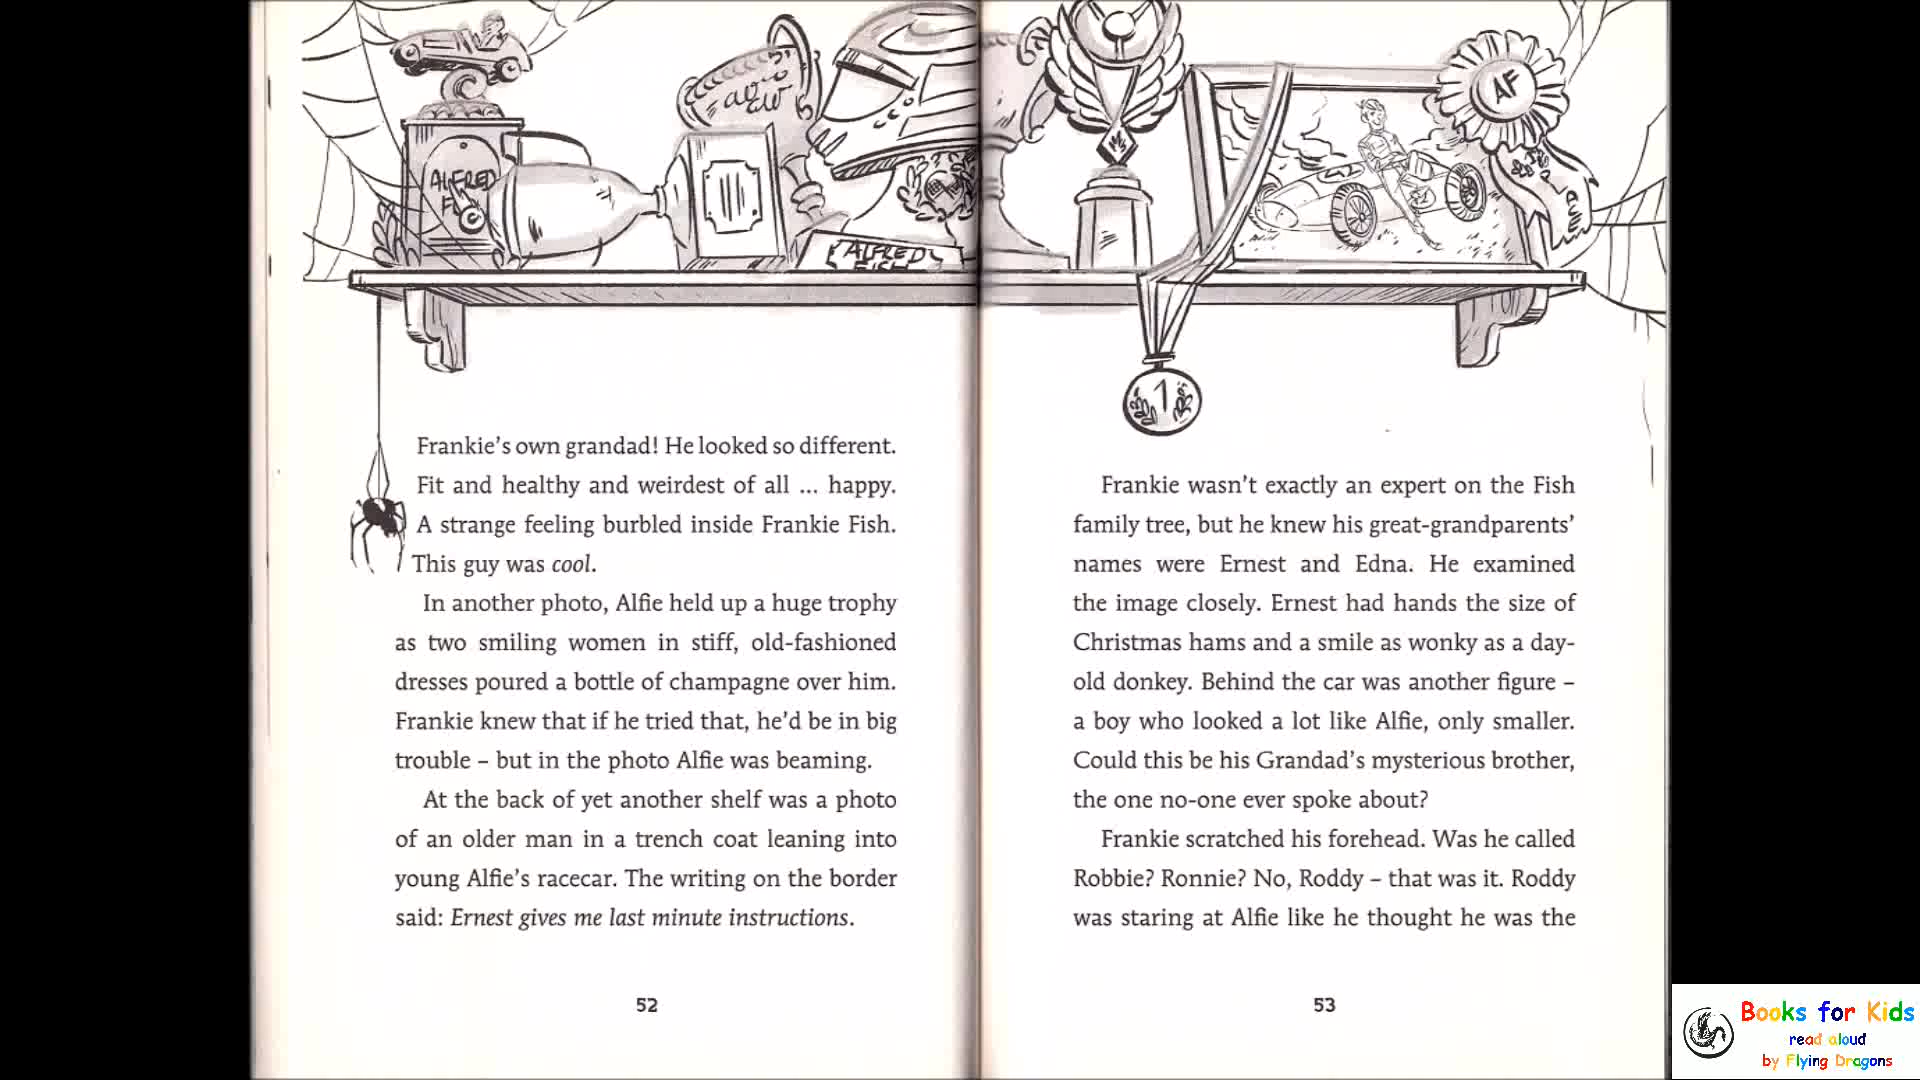 ALFRED
ALFRED
FISH
AF
1
Frankie's own grandad! He looked so different.
Fit and healthy and weirdest of all ... happy.
A strange feeling burbled inside Frankie Fish.
This guy was cool.
In another photo, Alfie held up a huge trophy
as two smiling women in stiff, old-fashioned
dresses poured a bottle of champagne over him.
Frankie knew that if he tried that, he'd be in big
trouble – but in the photo Alfie was beaming.
At the back of yet another shelf was a photo
of an older man in a trench coat leaning into
young Alfie's racecar. The writing on the border
said: Ernest gives me last minute instructions.
52
Frankie wasn't exactly an expert on the Fish
family tree, but he knew his great-grandparents'
names were Ernest and Edna. He examined
the image closely. Ernest had hands the size of
Christmas hams and a smile as wonky as a day-
old donkey. Behind the car was another figure –
a boy who looked a lot like Alfie, only smaller.
Could this be his Grandad's mysterious brother,
the one no-one ever spoke about?
Frankie scratched his forehead. Was he called
Robbie? Ronnie? No, Roddy – that was it. Roddy
was staring at Alfie like he thought he was the
53
Books for Kids
read aloud
by Flying Dragons